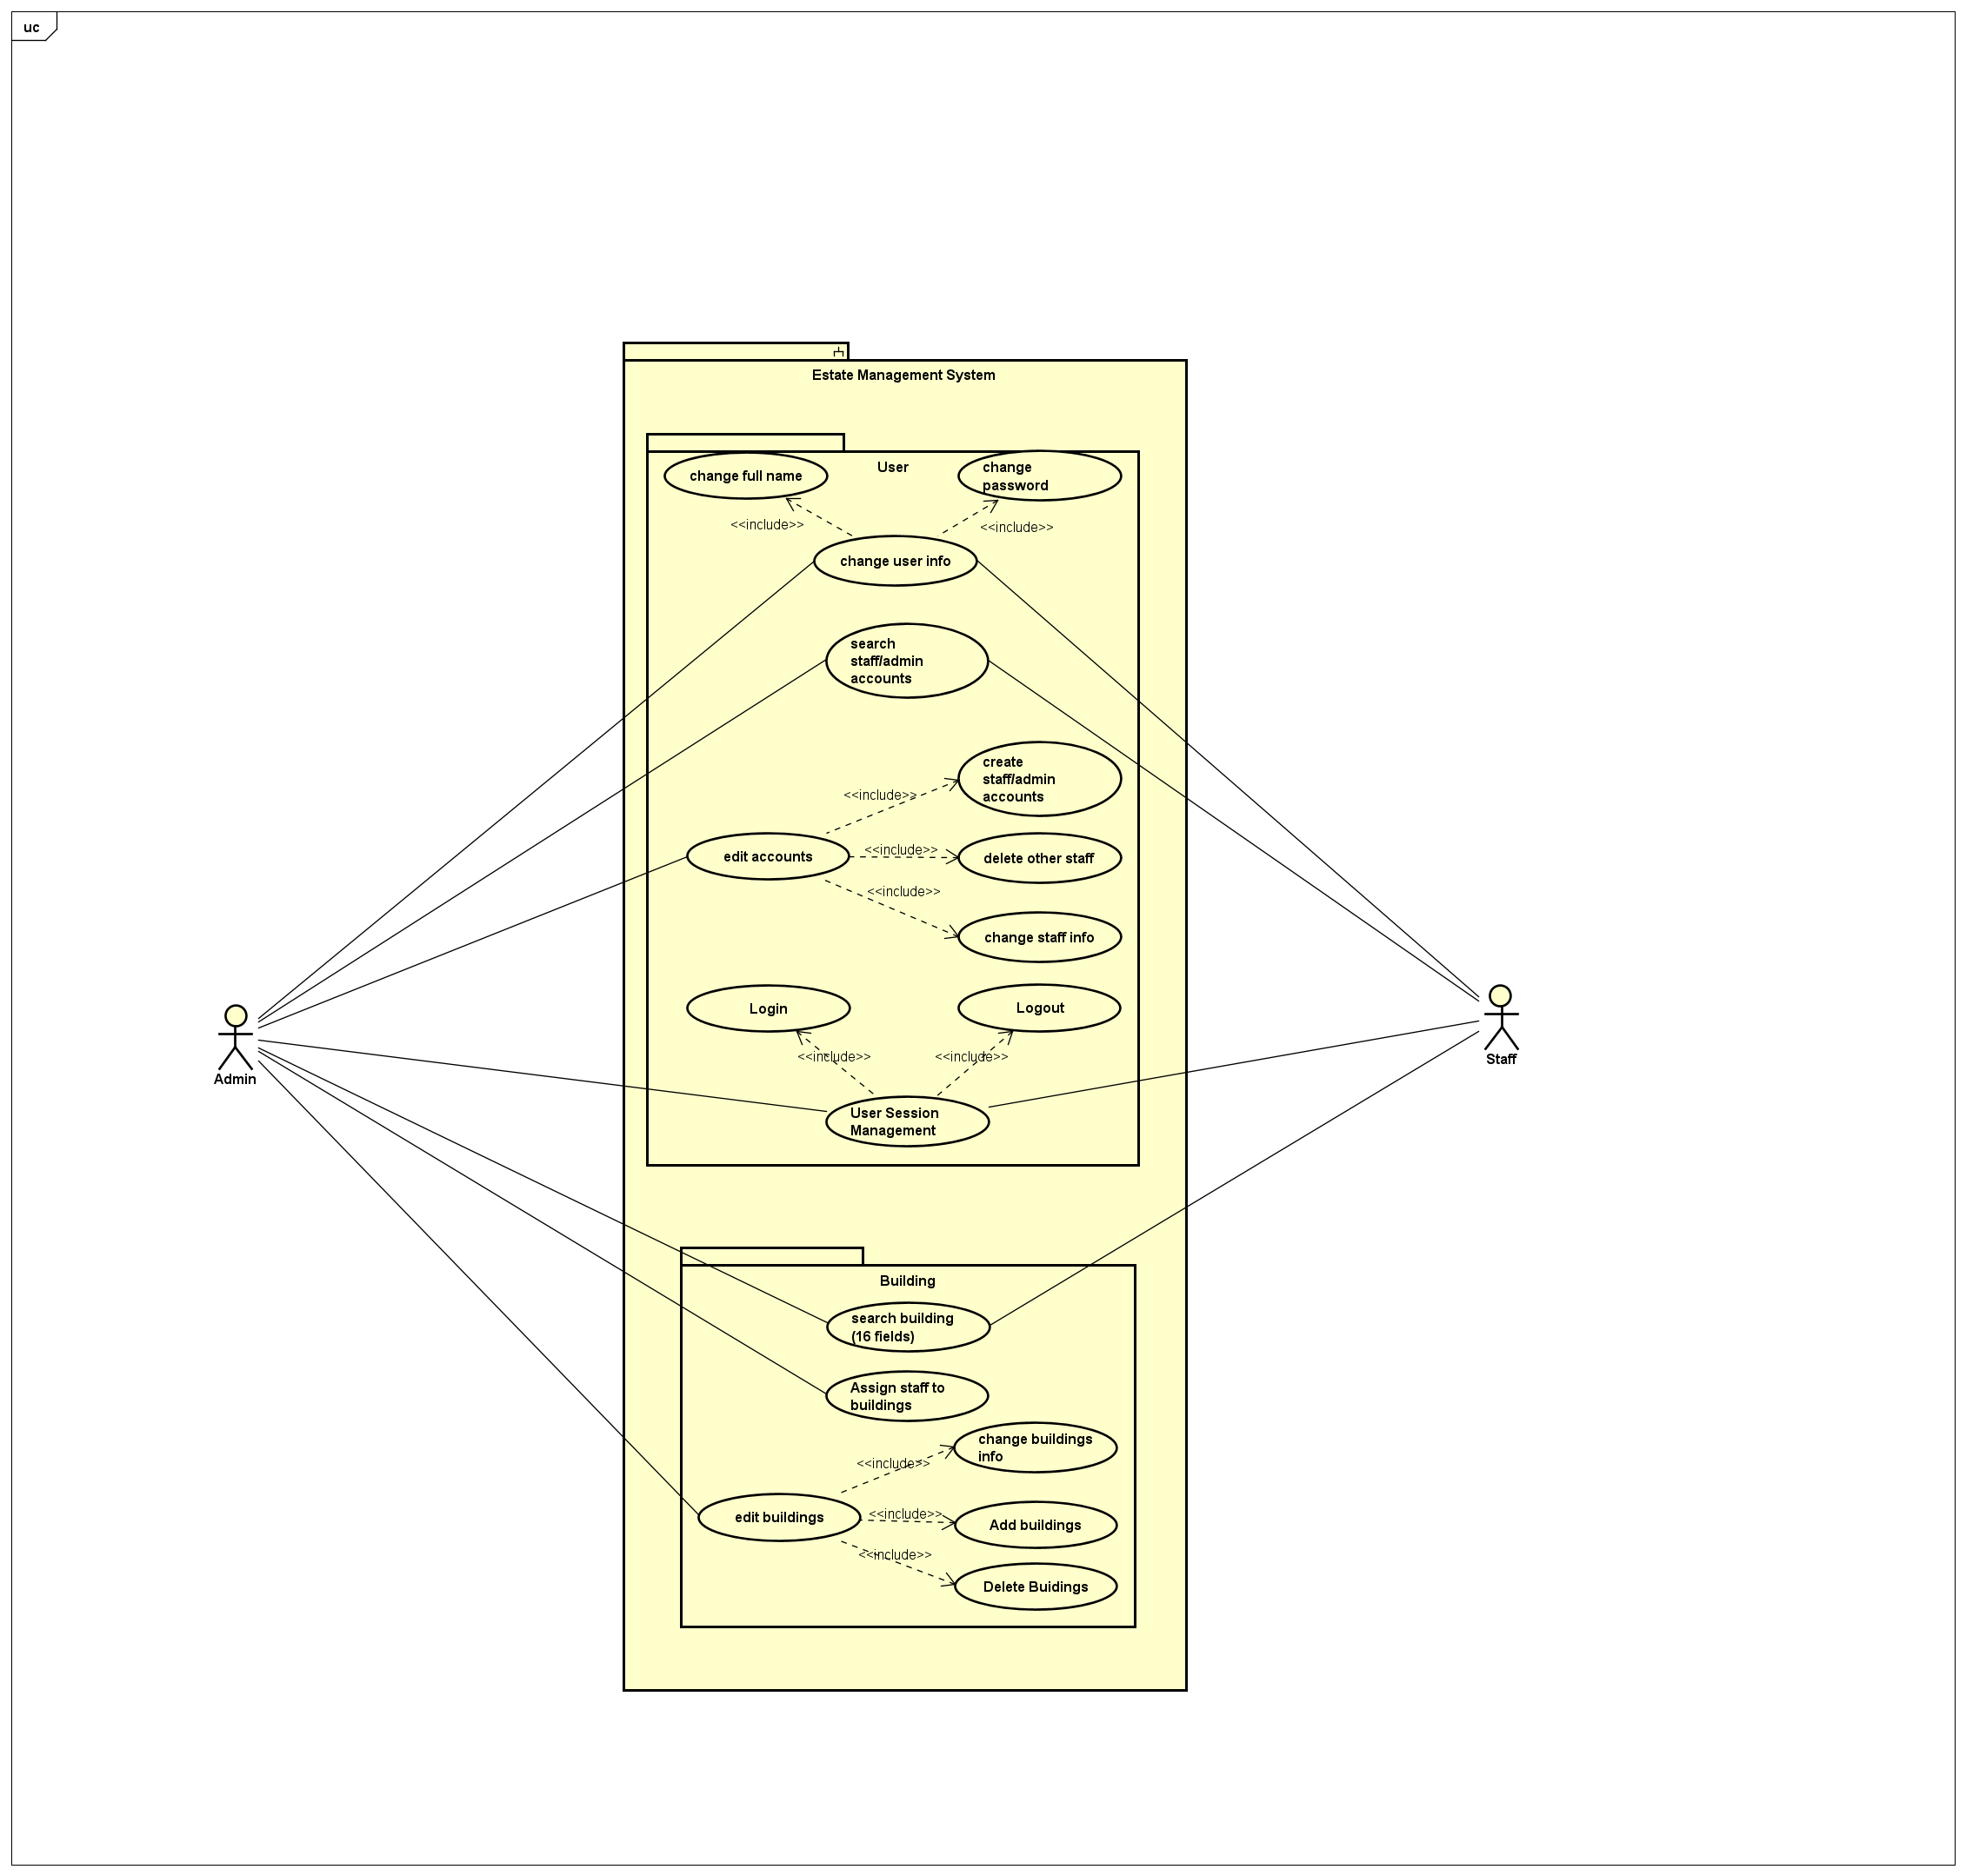 uc
Estate Management System
User
change full name
change
password
<<include>>
<<include>>
change user info
search
staff/admin
accounts
create
staff/admin
accounts
<<include>>
edit accounts
<<include>>
delete other staff
<<include>>
change staff info
Login
Logout
<<include>>
<<include>>
User Session
Management
Admin
Staff
Building
search building
(16 fields)
Assign staff to
buildings
change buildings
info
<<include>>
edit buildings
<<include>>
Add buildings
<<include>>
Delete Buidings